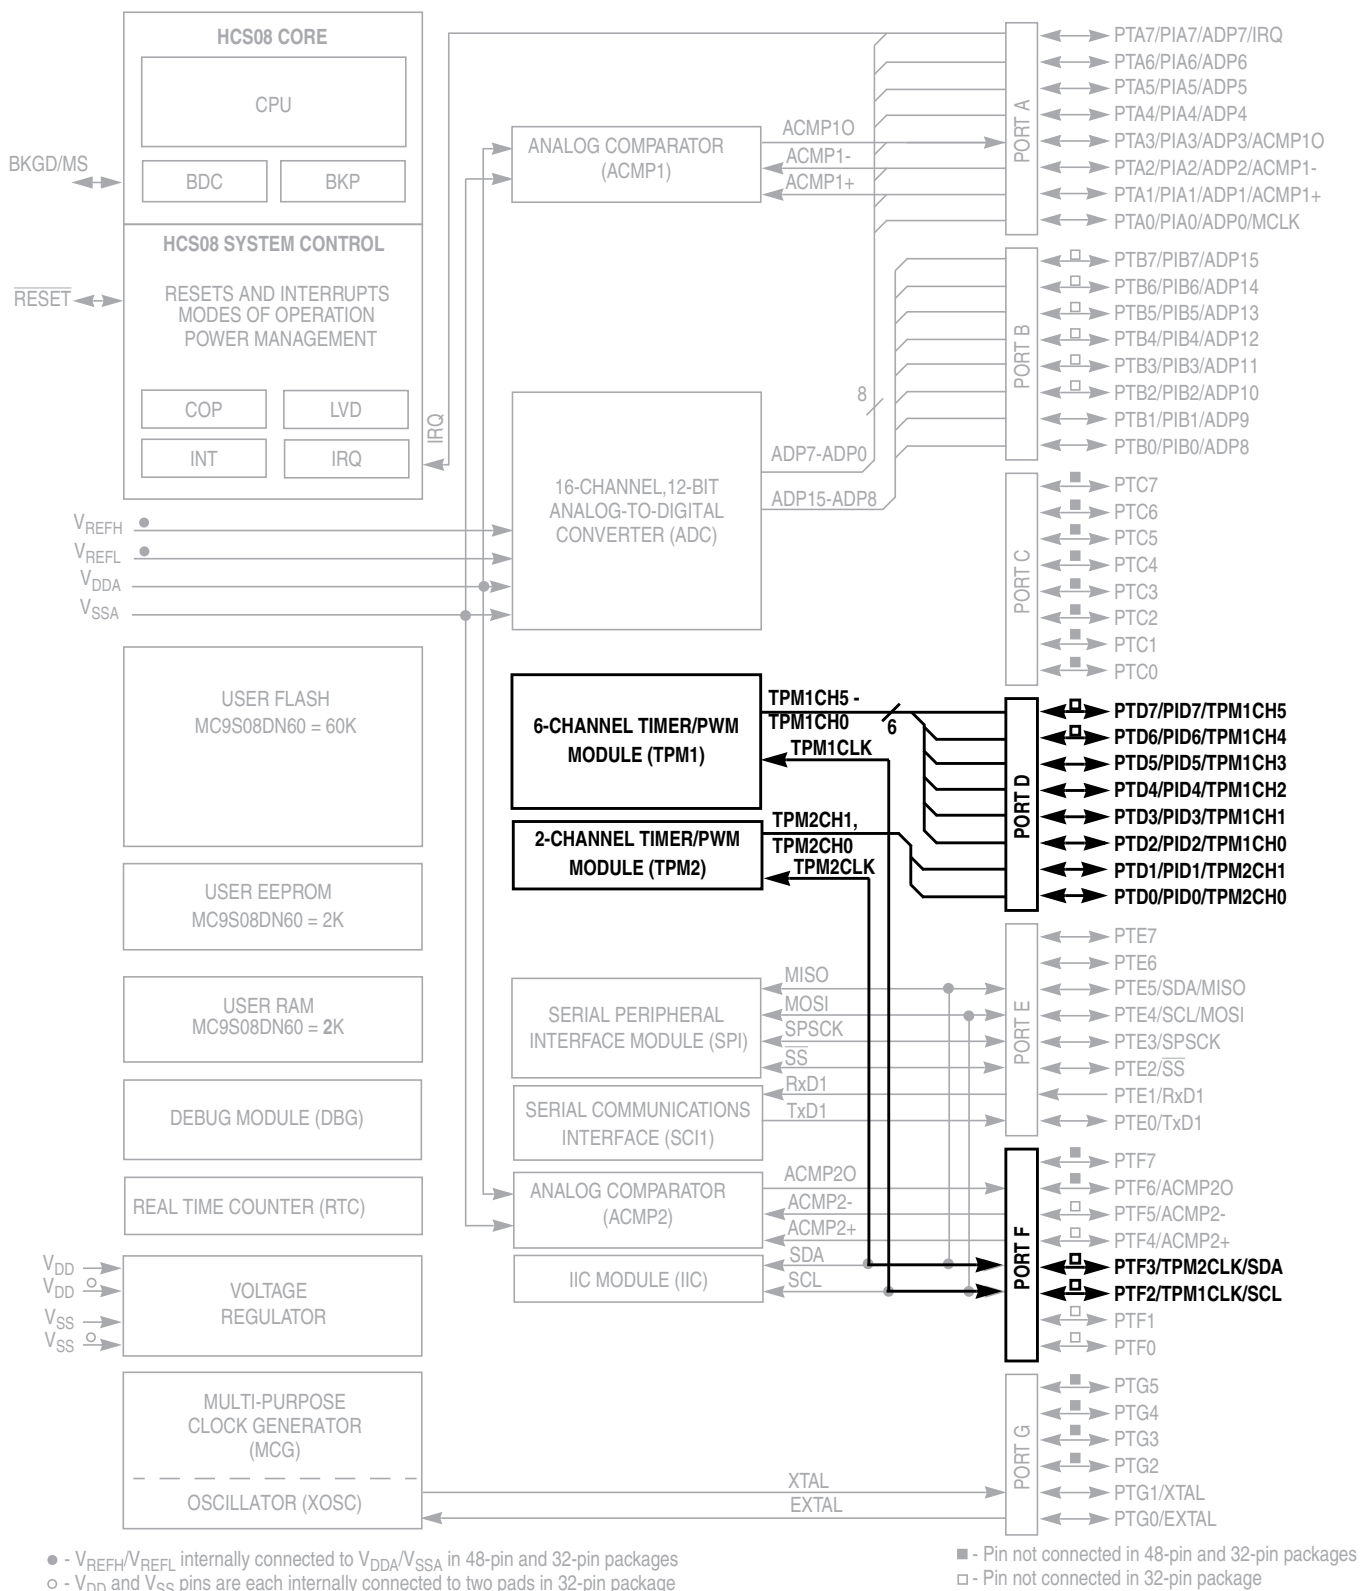 HCS08 CORE
CPU
BDC
BKP
BKGD/MS
HCS08 SYSTEM CONTROL
RESETS AND INTERRUPTS
MODES OF OPERATION
POWER MANAGEMENT
RESET
COP
LVD
INT
IRQ
IRQ
VREFH
VREFL
VDDA
VSSA
USER FLASH
MC9S08DN60 = 60K
USER EEPROM
MC9S08DN60 = 2K
USER RAM
MC9S08DN60 = 2K
DEBUG MODULE (DBG)
REAL TIME COUNTER (RTC)
VDD
VDD
VSS
VSS
VOLTAGE
REGULATOR
MULTI-PURPOSE
CLOCK GENERATOR
(MCG)
OSCILLATOR (XOSC)
ANALOG COMPARATOR
(ACMP1)
ACMP1O
ACMP1-
ACMP1+
16-CHANNEL,12-BIT
ANALOG-TO-DIGITAL
CONVERTER (ADC)
8
ADP7-ADP0
ADP15-ADP8
6-CHANNEL TIMER/PWM
MODULE (TPM1)
TPM1CH5 -
TPM1CH0
6
TPM1CLK
2-CHANNEL TIMER/PWM
MODULE (TPM2)
TPM2CH1,
TPM2CH0
TPM2CLK
SERIAL PERIPHERAL
INTERFACE MODULE (SPI)
MISO
MOSI
SPSCK
SS
SERIAL COMMUNICATIONS
INTERFACE (SCI1)
RxD1
TxD1
ANALOG COMPARATOR
(ACMP2)
ACMP2O
ACMP2-
ACMP2+
IIC MODULE (IIC)
SDA
SCL
XTAL
EXTAL
PORT A
PTA7/PIA7/ADP7/IRQ
PTA6/PIA6/ADP6
PTA5/PIA5/ADP5
PTA4/PIA4/ADP4
PTA3/PIA3/ADP3/ACMP1O
PTA2/PIA2/ADP2/ACMP1-
PTA1/PIA1/ADP1/ACMP1+
PTA0/PIA0/ADP0/MCLK
PORT B
PTB7/PIB7/ADP15
PTB6/PIB6/ADP14
PTB5/PIB5/ADP13
PTB4/PIB4/ADP12
PTB3/PIB3/ADP11
PTB2/PIB2/ADP10
PTB1/PIB1/ADP9
PTB0/PIB0/ADP8
PORT C
PTC7
PTC6
PTC5
PTC4
PTC3
PTC2
PTC1
PTC0
PORT D
PTD7/PID7/TPM1CH5
PTD6/PID6/TPM1CH4
PTD5/PID5/TPM1CH3
PTD4/PID4/TPM1CH2
PTD3/PID3/TPM1CH1
PTD2/PID2/TPM1CH0
PTD1/PID1/TPM2CH1
PTD0/PID0/TPM2CH0
PORT E
PTE7
PTE6
PTE5/SDA/MISO
PTE4/SCL/MOSI
PTE3/SPSCK
PTE2/SS
PTE1/RxD1
PTE0/TxD1
PORT F
PTF7
PTF6/ACMP2O
PTF5/ACMP2-
PTF4/ACMP2+
PTF3/TPM2CLK/SDA
PTF2/TPM1CLK/SCL
PTF1
PTF0
PORT G
PTG5
PTG4
PTG3
PTG2
PTG1/XTAL
PTG0/EXTAL
● - VREFH/VREFL internally connected to VDDA/VSSA in 48-pin and 32-pin packages
○ - VDD and VSS pins are each internally connected to two pads in 32-pin package
■ - Pin not connected in 48-pin and 32-pin packages
□ - Pin not connected in 32-pin package